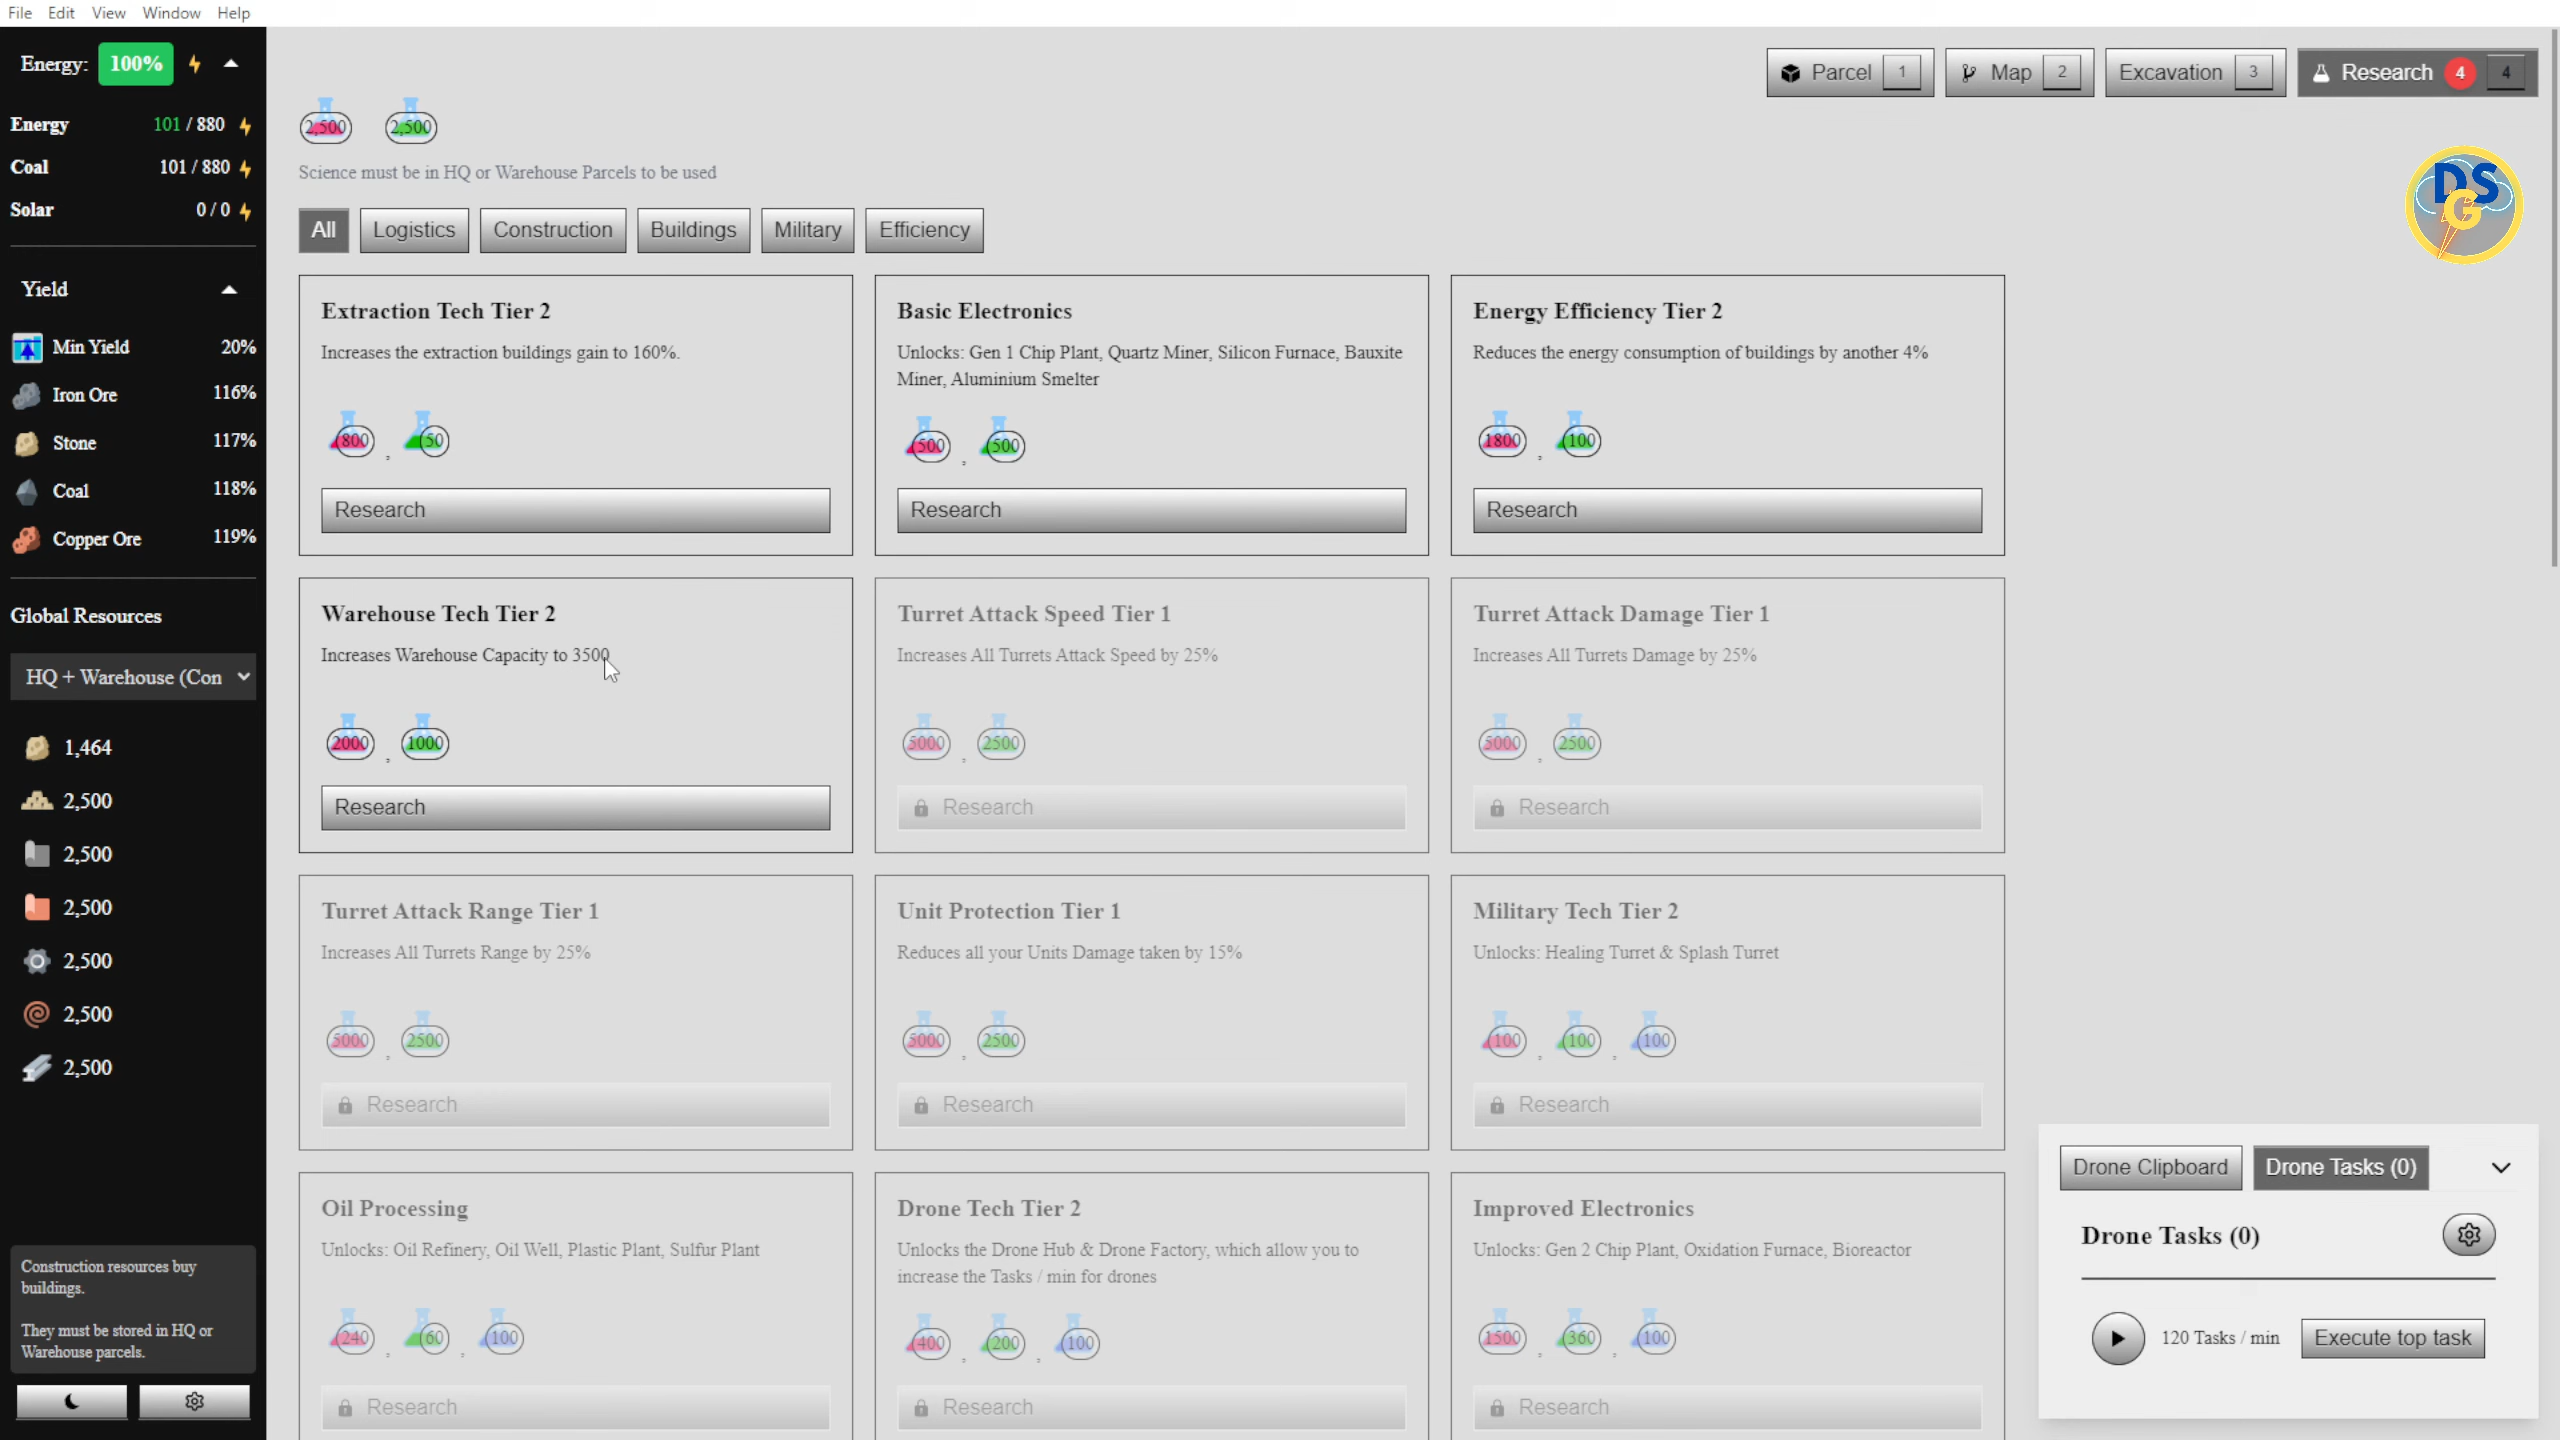 File Edit View Window Help
Energy: 100%
Energy 101 / 880
Coal 101 / 880
Solar 0 / 0
Yield
Min Yield 20%
Iron Ore 116%
Stone 117%
Coal 118%
Copper Ore 119%
Global Resources
HQ + Warehouse (Con
1,464
2,500
2,500
2,500
2,500
2,500
2,500
Construction resources buy
buildings.
They must be stored in HQ or
Warehouse parcels.
Parcel 1 Map 2 Excavation 3 Research 4 4
DSG
2,500 2,500
Science must be in HQ or Warehouse Parcels to be used
All Logistics Construction Buildings Military Efficiency
Extraction Tech Tier 2
Increases the extraction buildings gain to 160%.
800 , 50
Research
Basic Electronics
Unlocks: Gen 1 Chip Plant, Quartz Miner, Silicon Furnace, Bauxite
Miner, Aluminium Smelter
500 , 500
Research
Energy Efficiency Tier 2
Reduces the energy consumption of buildings by another 4%
1800 , 100
Research
Warehouse Tech Tier 2
Increases Warehouse Capacity to 3500
2000 , 1000
Research
Turret Attack Speed Tier 1
Increases All Turrets Attack Speed by 25%
5000 , 2500
Research
Turret Attack Damage Tier 1
Increases All Turrets Damage by 25%
5000 , 2500
Research
Turret Attack Range Tier 1
Increases All Turrets Range by 25%
5000 , 2500
Research
Unit Protection Tier 1
Reduces all your Units Damage taken by 15%
5000 , 2500
Research
Military Tech Tier 2
Unlocks: Healing Turret & Splash Turret
100 , 100 , 100
Research
Oil Processing
Unlocks: Oil Refinery, Oil Well, Plastic Plant, Sulfur Plant
240 , 60 , 100
Research
Drone Tech Tier 2
Unlocks the Drone Hub & Drone Factory, which allow you to
increase the Tasks / min for drones
400 , 200 , 100
Research
Improved Electronics
Unlocks: Gen 2 Chip Plant, Oxidation Furnace, Bioreactor
1500 , 360 , 100
Research
Drone Clipboard Drone Tasks (0)
Drone Tasks (0)
120 Tasks / min Execute top task